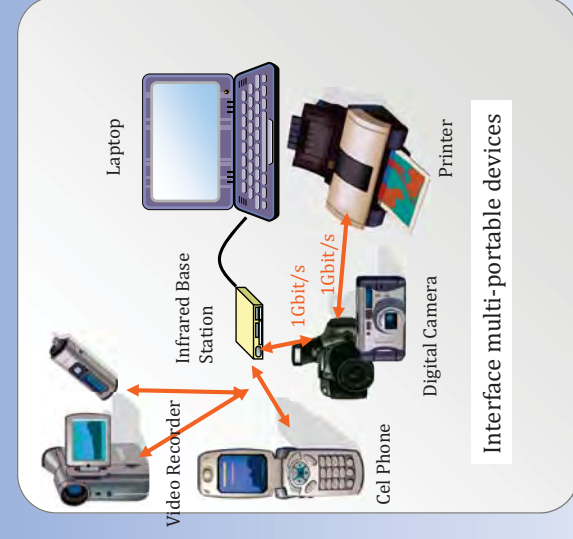 Laptop
Infrared Base
Station
Video Recorder
1Gbit/s
1Gbit/s
Printer
Cel Phone
Digital Camera
Interface multi-portable devices